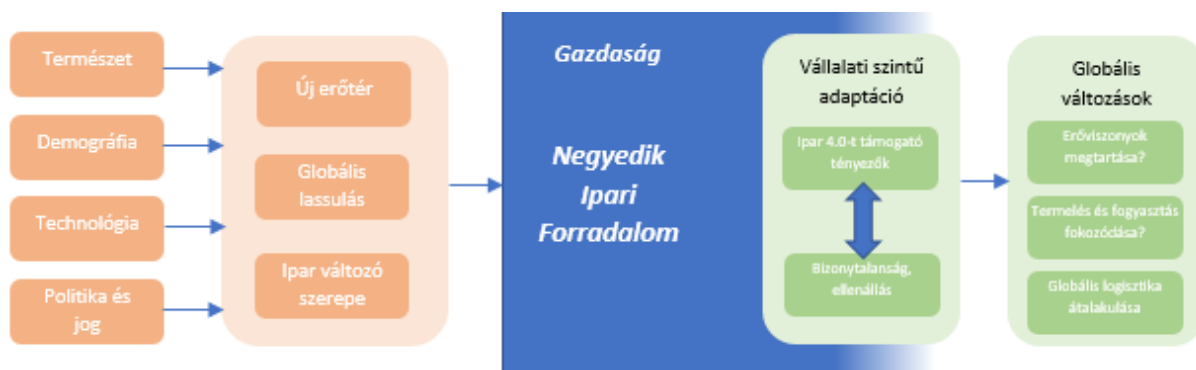 Természet
Demográfia
Technológia
Politika és
jog
Új erőtér
Globális
lassulás
Ipar változó
szerepe
Gazdaság
Negyedik
Ipari
Forradalom
Vállalati szintű
adaptáció
Ipar 4.0-t támogató
tényezők
Bizonytalanság,
ellenállás
Globális
változások
Erőviszonyok
megtartása?
Termelés és fogyasztás
fokozódása?
Globális logisztika
átalakulása